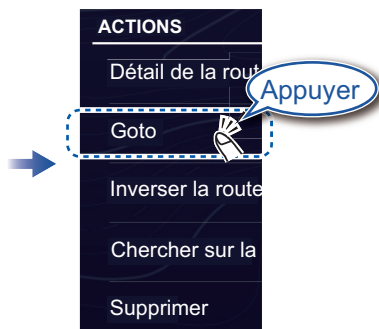 ACTIONS
Détail de la rout
Appuyer
Goto
Inverser la route
Chercher sur la
Supprimer